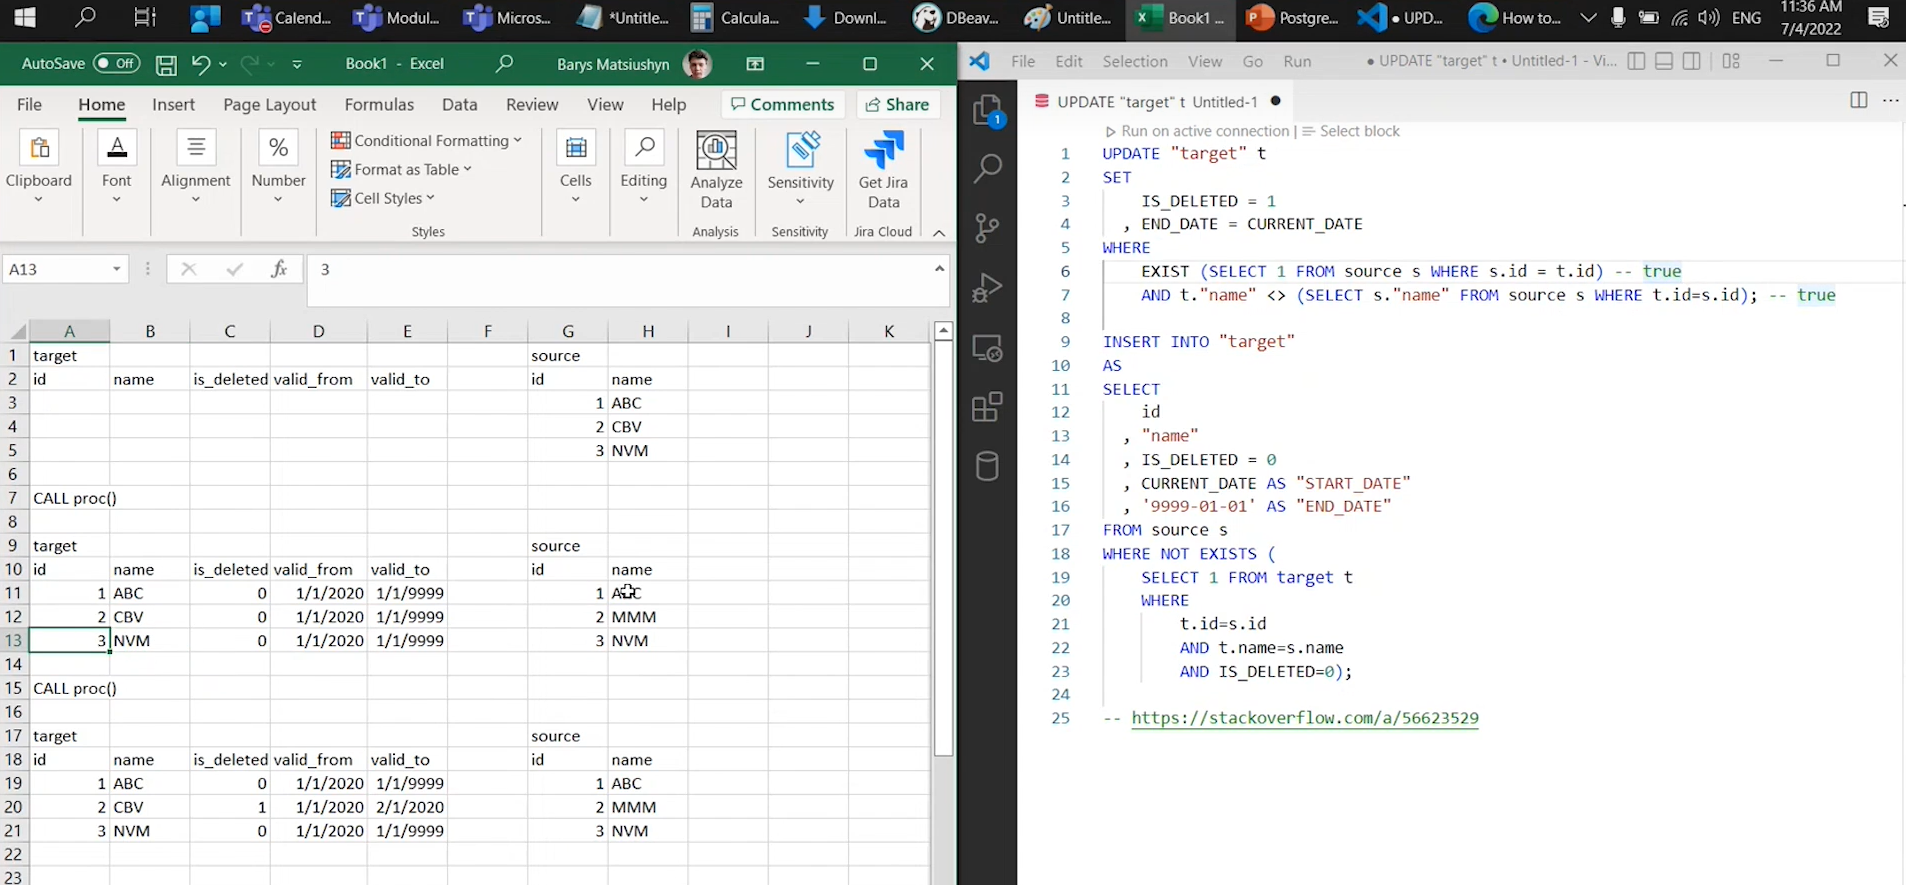 Calend...
Modul...
Micros...
*Untitle...
Calcula...
Downl...
DBeav...
Untitle...
Book1 ...
Postgre...
● UPD...
How to...
ENG
11:36 AM
7/4/2022
AutoSave Off
Book1 - Excel
Barys Matsiushyn
File Home Insert Page Layout Formulas Data Review View Help Comments Share
Clipboard
Font
Alignment
Number
Conditional Formatting
Format as Table
Cell Styles
Styles
Cells
Editing
Analyze Data
Analysis
Sensitivity
Sensitivity
Get Jira Data
Jira Cloud
A13 fx 3
A B C D E F G H I J K
1 target source
2 id name is_deleted valid_from valid_to id name
3 1 ABC
4 2 CBV
5 3 NVM
6
7 CALL proc()
8
9 target source
10 id name is_deleted valid_from valid_to id name
11 1 ABC 0 1/1/2020 1/1/9999 1
12 2 CBV 0 1/1/2020 1/1/9999 2 MMM
13 3 NVM 0 1/1/2020 1/1/9999 3 NVM
14
15 CALL proc()
16
17 target source
18 id name is_deleted valid_from valid_to id name
19 1 ABC 0 1/1/2020 1/1/9999 1 ABC
20 2 CBV 1 1/1/2020 2/1/2020 2 MMM
21 3 NVM 0 1/1/2020 1/1/9999 3 NVM
22
23
File Edit Selection View Go Run ● UPDATE "target" t • Untitled-1 - Vi...
1
UPDATE "target" t Untitled-1 ●
Run on active connection | Select block
1 UPDATE "target" t
2 SET
3 IS_DELETED = 1
4 , END_DATE = CURRENT_DATE
5 WHERE
6 EXIST (SELECT 1 FROM source s WHERE s.id = t.id) -- true
7 AND t."name" <> (SELECT s."name" FROM source s WHERE t.id=s.id); -- true
8
9 INSERT INTO "target"
10 AS
11 SELECT
12 id
13 , "name"
14 , IS_DELETED = 0
15 , CURRENT_DATE AS "START_DATE"
16 , '9999-01-01' AS "END_DATE"
17 FROM source s
18 WHERE NOT EXISTS (
19 SELECT 1 FROM target t
20 WHERE
21 t.id=s.id
22 AND t.name=s.name
23 AND IS_DELETED=0);
24
25 -- https://stackoverflow.com/a/56623529